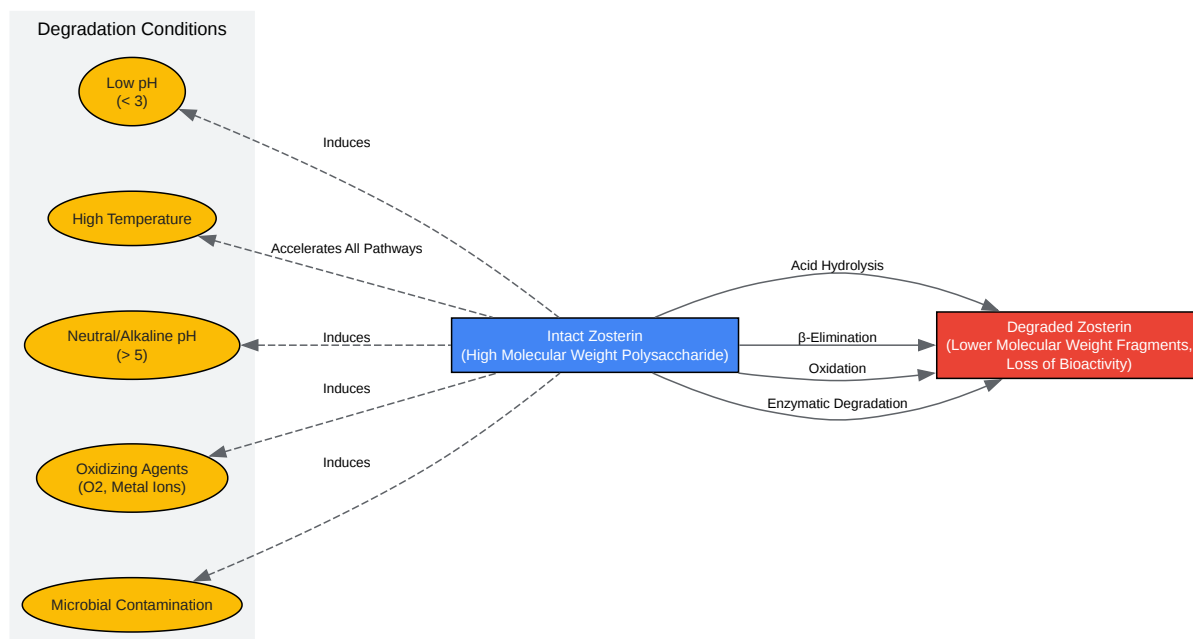 Degradation Conditions
Low pH
(< 3)
Induces
High Temperature
Accelerates All Pathways
Neutral/Alkaline pH
(> 5)
Induces
Oxidizing Agents
(O2, Metal Ions)
Induces
Microbial Contamination
Induces
Intact Zosterin
(High Molecular Weight Polysaccharide)
Acid Hydrolysis
β-Elimination
Oxidation
Enzymatic Degradation
Degraded Zosterin
(Lower Molecular Weight Fragments,
Loss of Bioactivity)